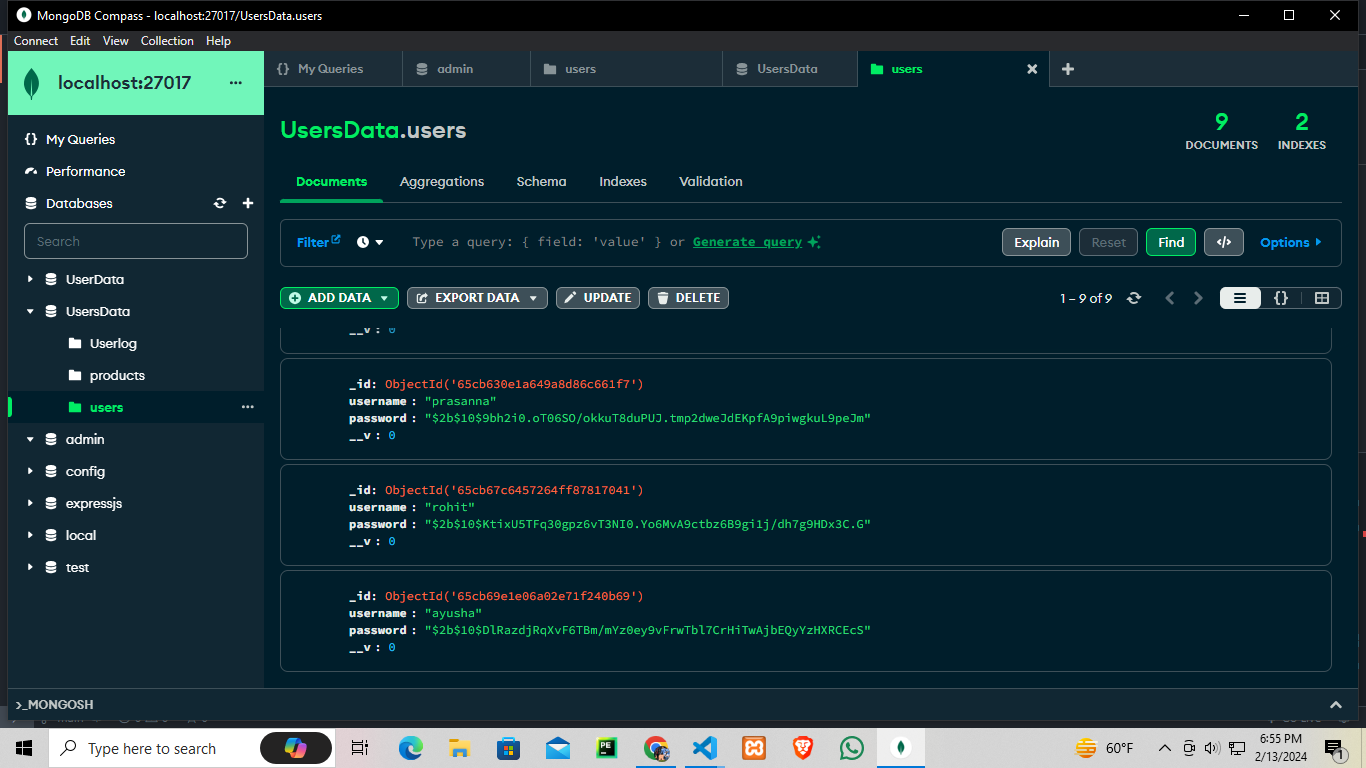 MongoDB Compass - localhost:27017/UsersData.users
Connect Edit View Collection Help
localhost:27017 ...
My Queries
Performance
Databases
Search
UserData
UsersData
Userlog
products
users ...
admin
config
expressjs
local
test
{} My Queries admin users UsersData users
UsersData.users
9 DOCUMENTS 2 INDEXES
Documents Aggregations Schema Indexes Validation
Filter Type a query: { field: 'value' } or Generate query Explain Reset Find </> Options
ADD DATA EXPORT DATA UPDATE DELETE 1 – 9 of 9 {}
__v : 0
_id: ObjectId('65cb630e1a649a8d86c661f7')
username : "prasanna"
password : "$2b$10$9bh2i0.oT06SO/okkuT8duPUJ.tmp2dweJdEKpfA9piwgkuL9peJm"
__v : 0
_id: ObjectId('65cb67c6457264ff87817041')
username : "rohit"
password : "$2b$10$KtixU5TFq30gpz6vT3NI0.Yo6MvA9ctbz6B9gi1j/dh7g9HDx3C.G"
__v : 0
_id: ObjectId('65cb69e1e06a02e71f240b69')
username : "ayusha"
password : "$2b$10$DlRazdjRqXvF6TBm/mYz0ey9vFrwTbl7CrHiTwAjbEQyYzHXRCEcS"
__v : 0
>_MONGOSH
Type here to search
PE
60°F
6:55 PM
2/13/2024
1